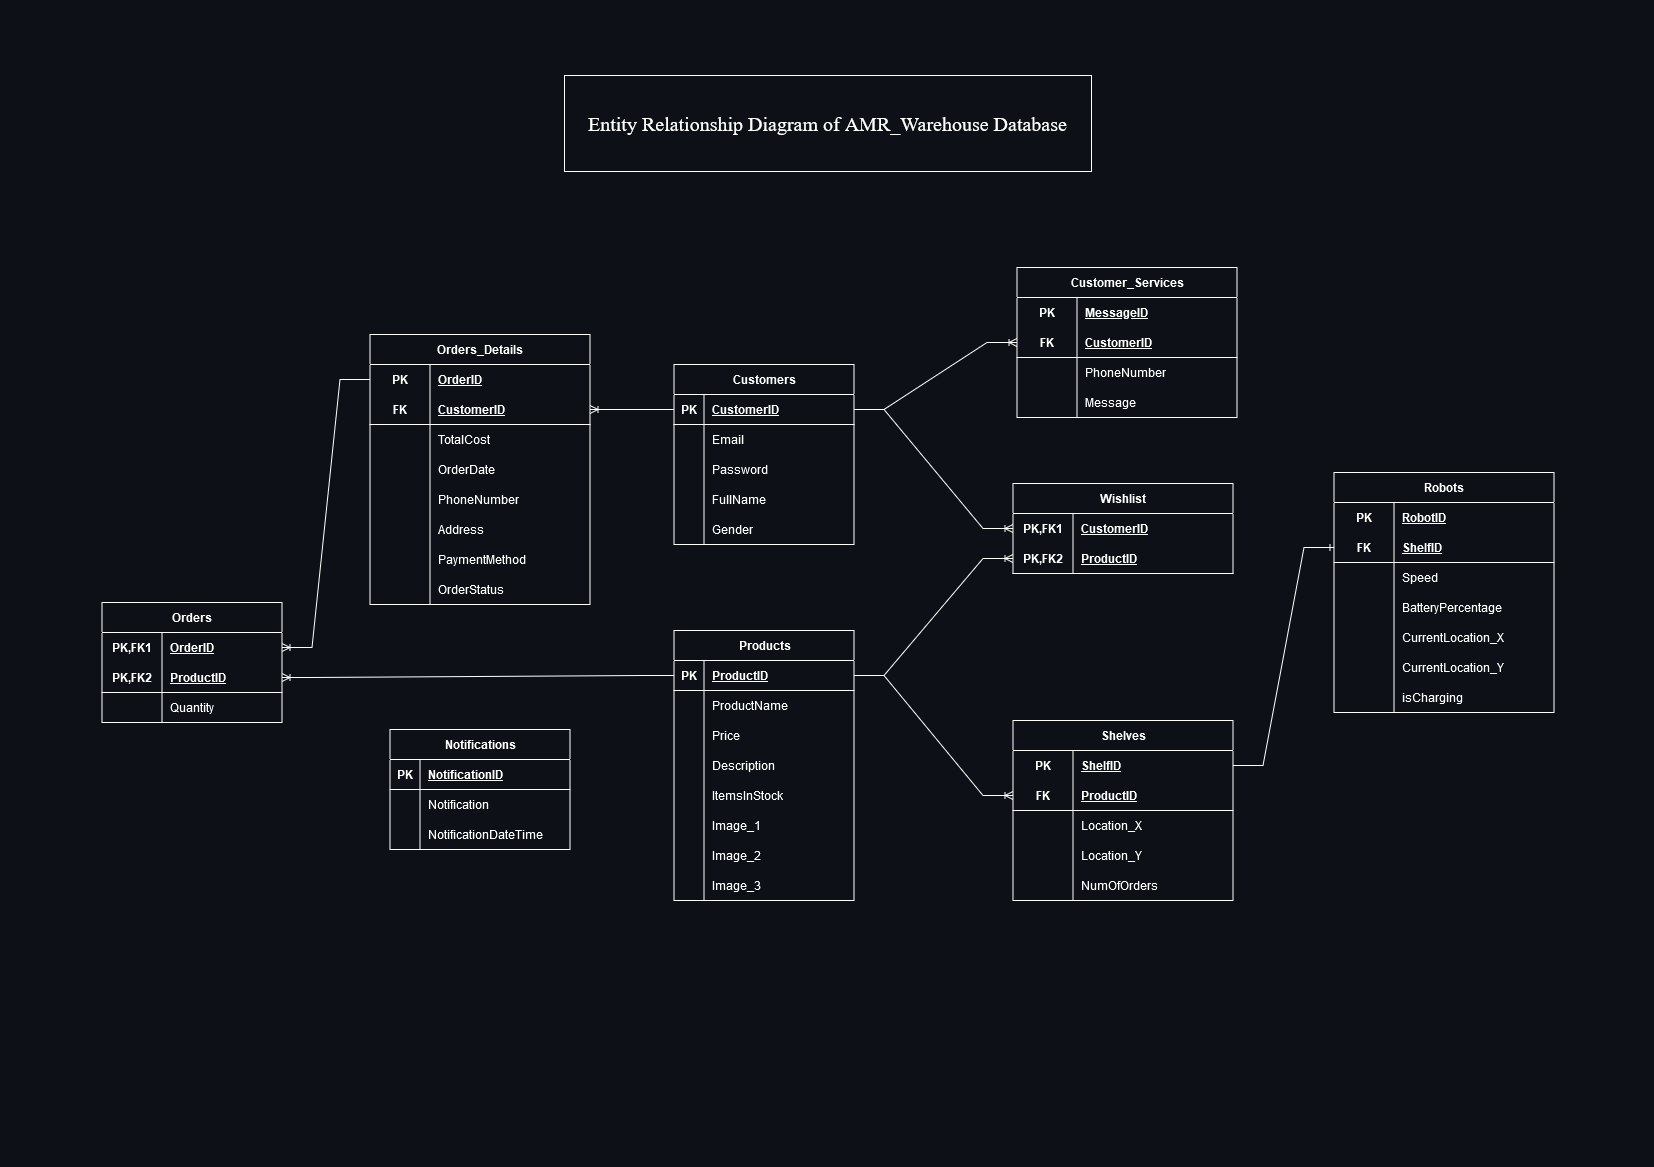 Entity Relationship Diagram of AMR_Warehouse Database
Customer_Services
PK MessageID
FK CustomerID
PhoneNumber
Message
Orders_Details
PK OrderID
FK CustomerID
TotalCost
OrderDate
PhoneNumber
Address
PaymentMethod
OrderStatus
Customers
PK CustomerID
Email
Password
FullName
Gender
Wishlist
PK,FK1 CustomerID
PK,FK2 ProductID
Robots
PK RobotID
FK ShelfID
Speed
BatteryPercentage
CurrentLocation_X
CurrentLocation_Y
isCharging
Orders
PK,FK1 OrderID
PK,FK2 ProductID
Quantity
Products
PK ProductID
ProductName
Price
Description
ItemsInStock
Image_1
Image_2
Image_3
Notifications
PK NotificationID
Notification
NotificationDateTime
Shelves
PK ShelfID
FK ProductID
Location_X
Location_Y
NumOfOrders